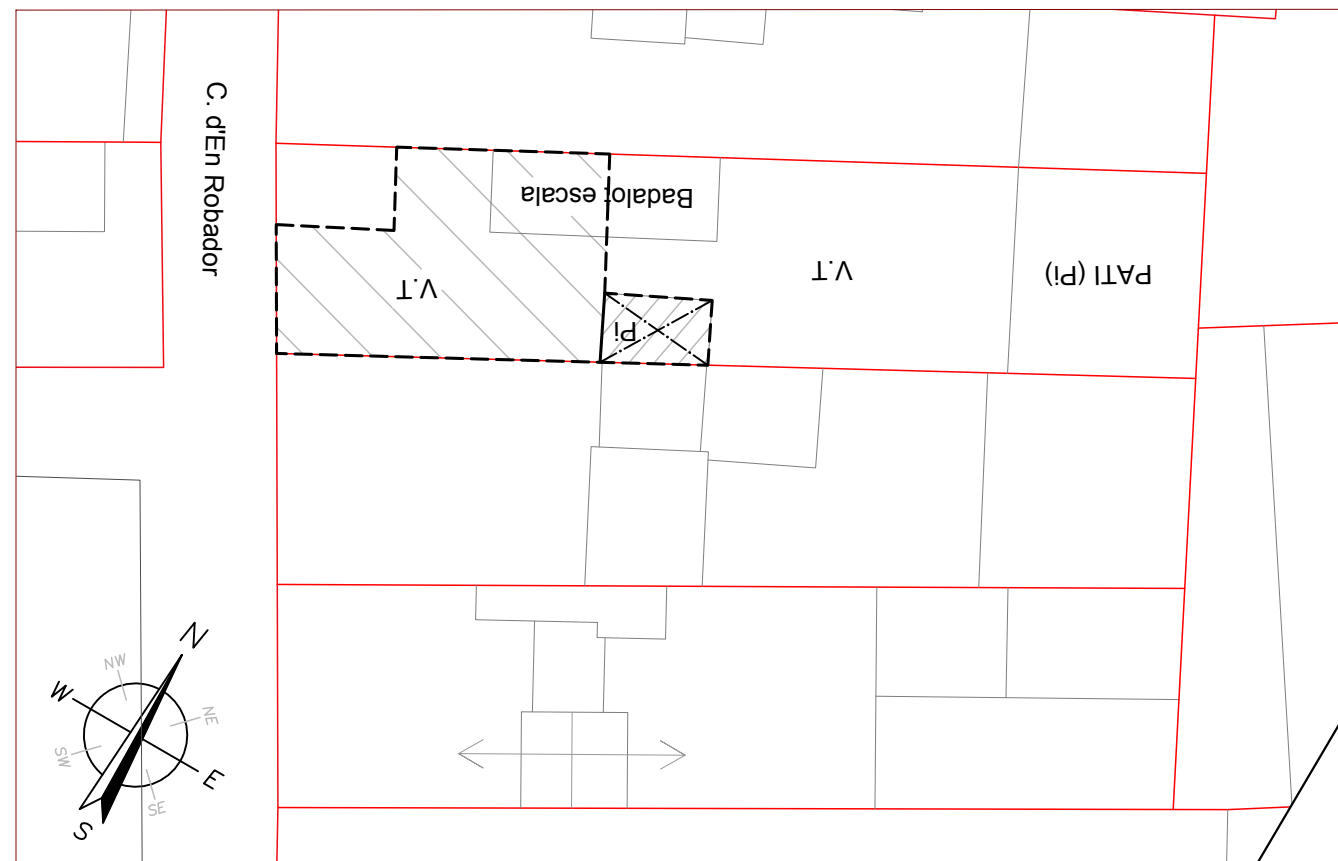 C. d'En Robador
Badalot escala
V.T
V.T
PATI (Pi)
Pi
N
NW
W
NE
SW
E
SE
S